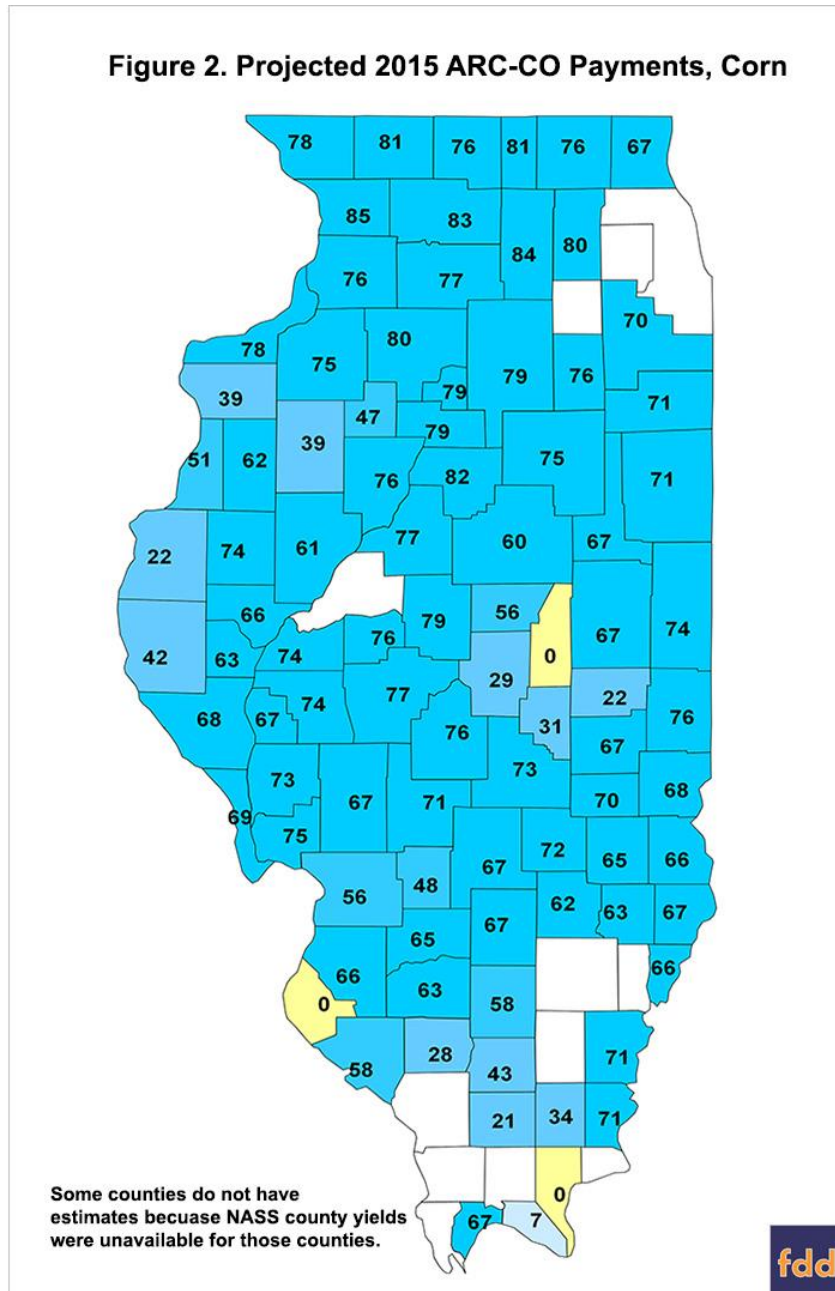 Figure 2. Projected 2015 ARC-CO Payments, Corn
78 81 76 81 76 67
85 83 84 80
76 77
70
78 75 80 79 79 76
39 47 71
51 62 39 79
76 82 75 71
22 74 61 77 60 67
66 56
42 63 74 76 79 29 0 67 74
68 67 74 77 76 31 22 76
73 67 71 73 67 68
69 75 70
56 48 67 72 65 66
65 67 62 63 67
66 63 58 66
0
58 28 43 71
21 34 71
Some counties do not have
estimates becuase NASS county yields
were unavailable for those counties.
67 7 0
fdd